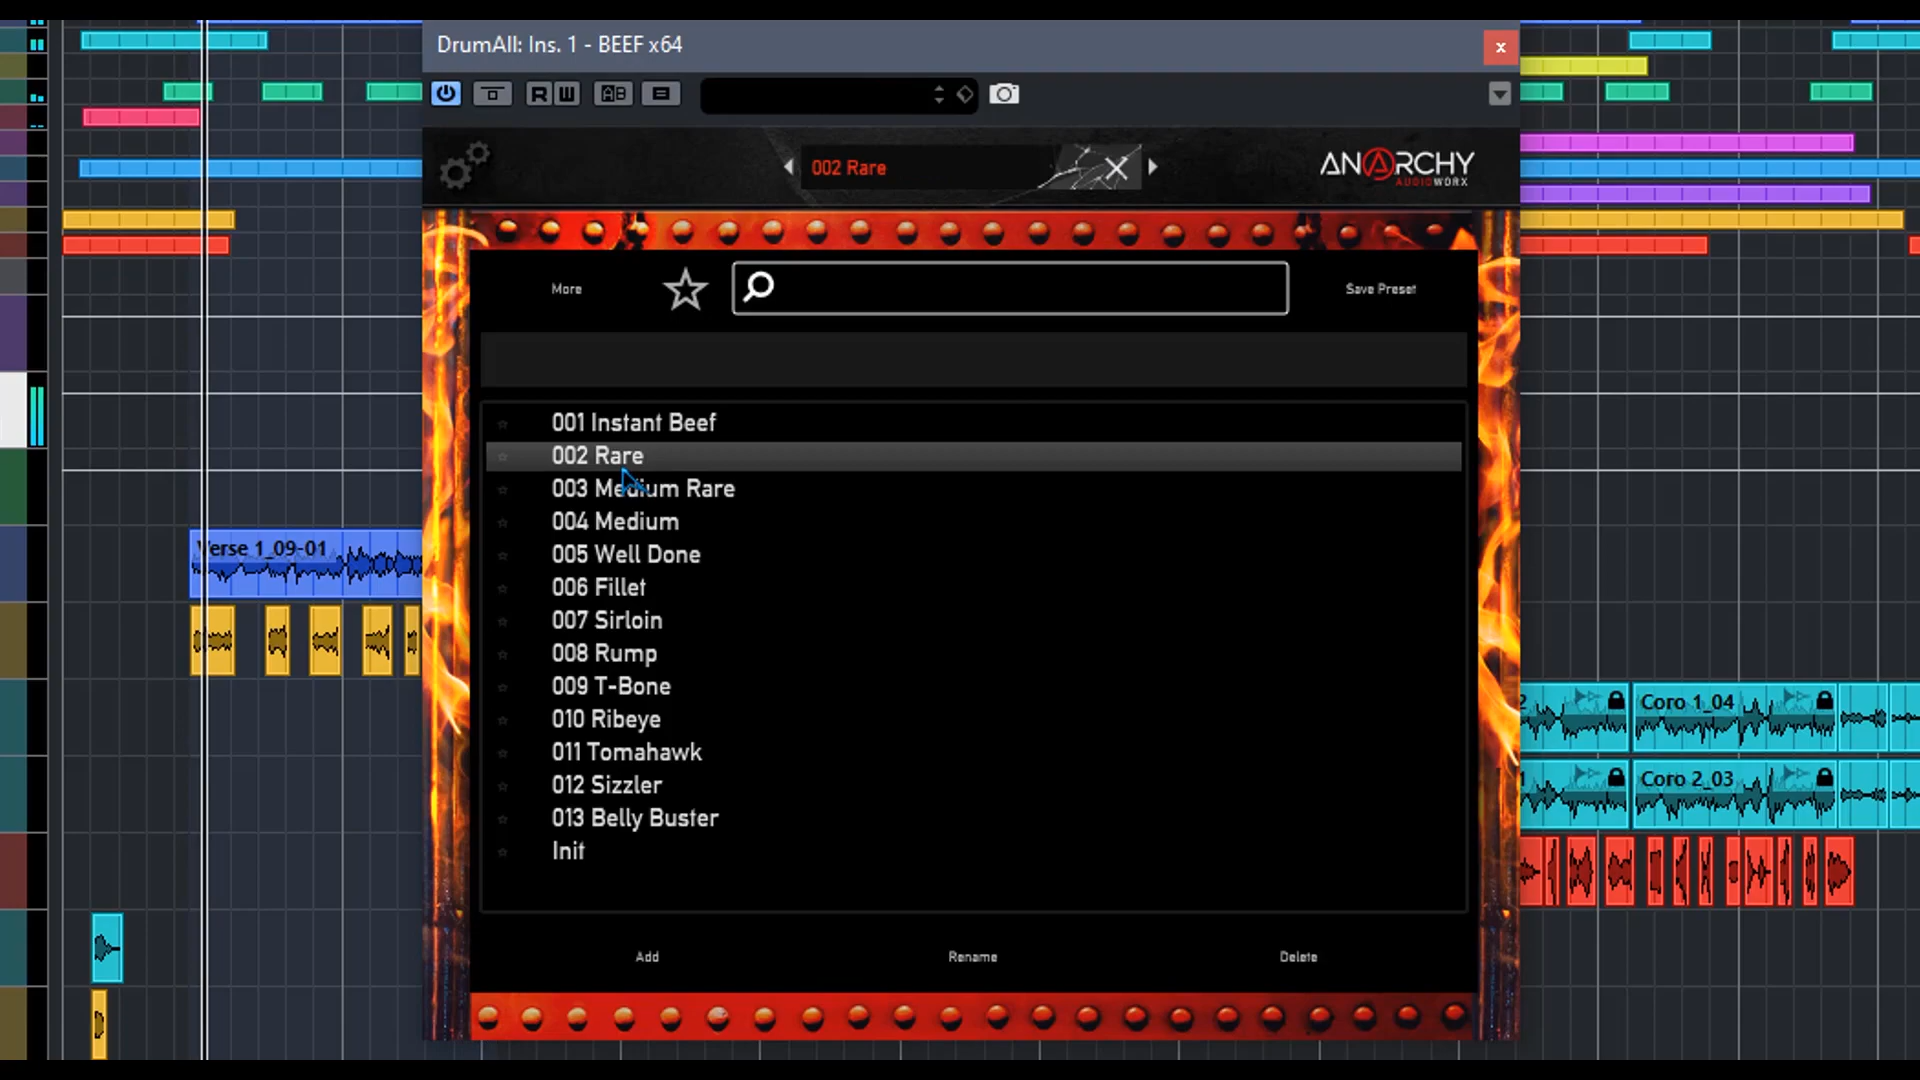 DrumAll: Ins. 1 - BEEF x64
x
R W AB
002 Rare
ANARCHY
AUDIOWORX
More
Save Preset
001 Instant Beef
002 Rare
003 Medium Rare
004 Medium
005 Well Done
006 Fillet
007 Sirloin
008 Rump
009 T-Bone
010 Ribeye
011 Tomahawk
012 Sizzler
013 Belly Buster
Init
Add
Rename
Delete
Verse 1_09-01
Coro 1_04
Coro 2_03